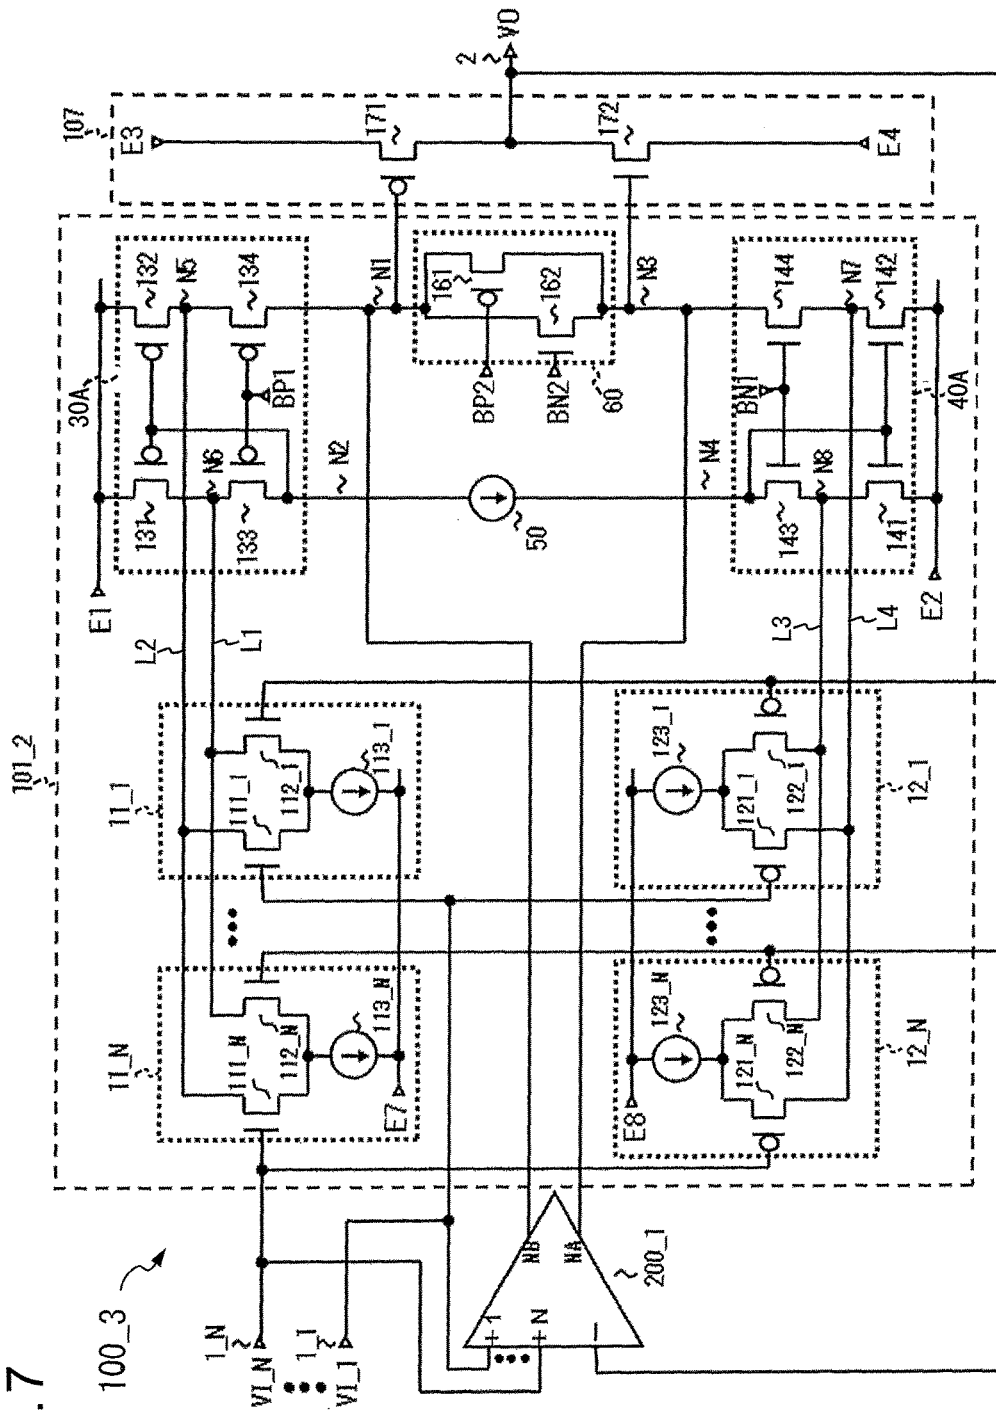 .7
100_3
101_2
107
E3
E4
171
172
2
VO
30A
132
N5
134
N1
161
162
N3
144
N7
142
BP1
BP2
BN2
60
BN1
40A
131
N6
133
N2
50
N4
143
N8
141
E1
E2
L2
L1
L3
L4
11_1
111_1
112_1
113_1
12_1
121_1
122_1
123_1
11_N
111_N
112_N
113_N
E7
12_N
121_N
122_N
123_N
E8
1_N
VI_N
1_1
VI_1
NB
NA
+1
+N
−
200_1